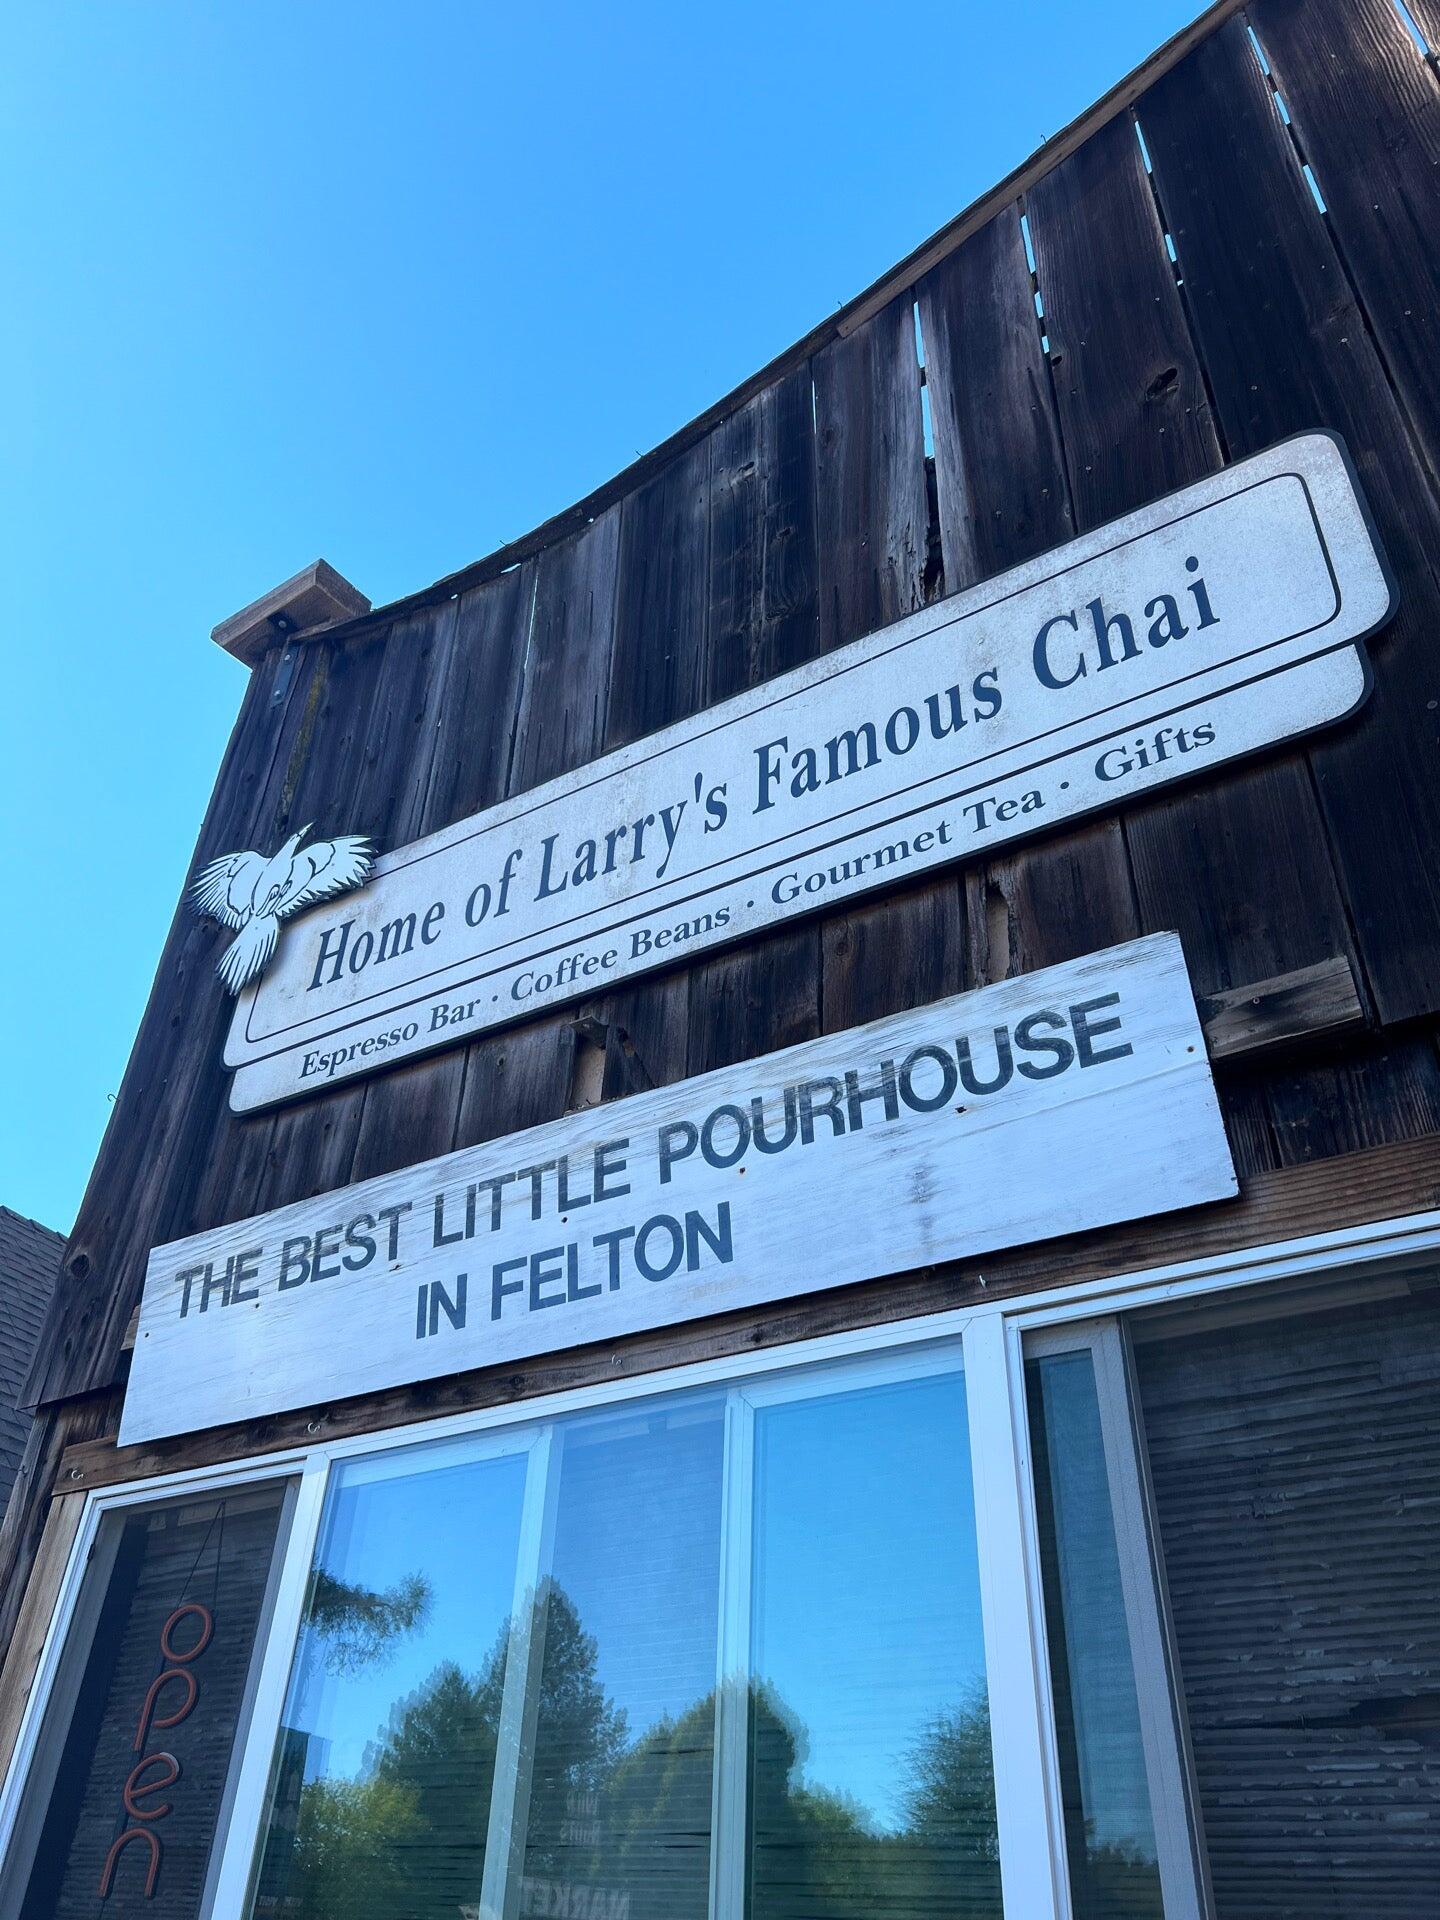 Home of Larry's Famous Chai
Espresso Bar · Coffee Beans · Gourmet Tea · Gifts
THE BEST LITTLE POURHOUSE
IN FELTON
open